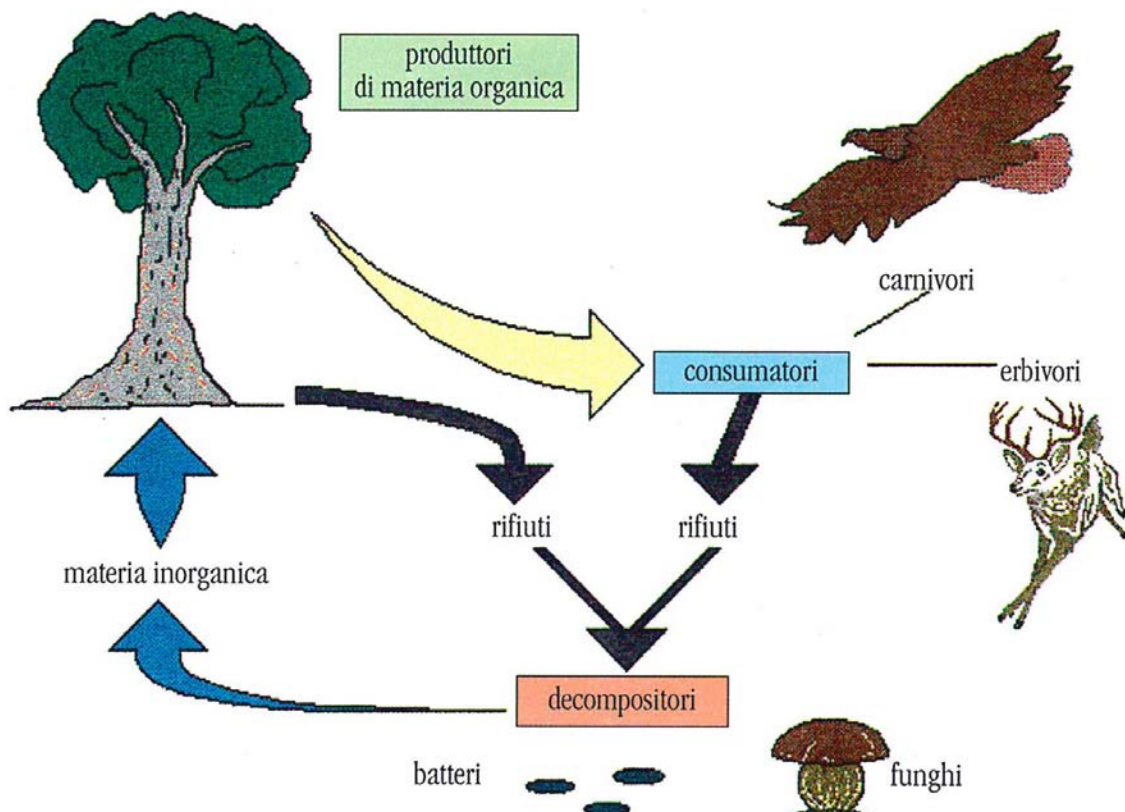 produttori
di materia organica
carnivori
consumatori
erbivori
rifiuti
rifiuti
materia inorganica
decompositori
batteri
funghi